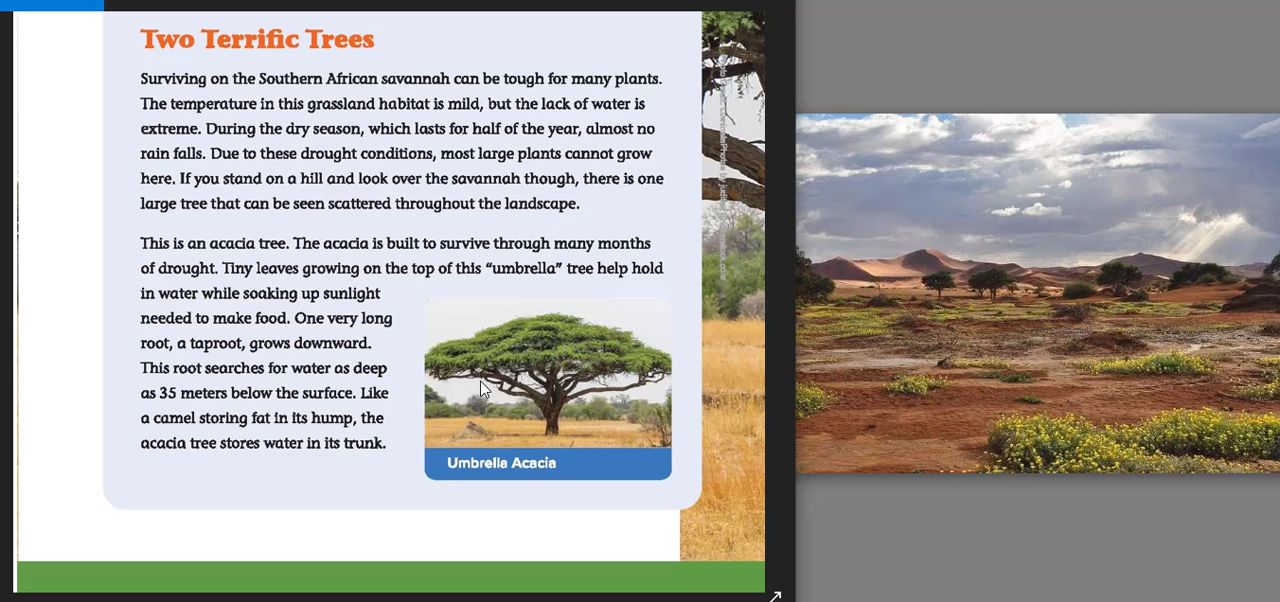 Two Terrific Trees
Surviving on the Southern African savannah can be tough for many plants.
The temperature in this grassland habitat is mild, but the lack of water is
extreme. During the dry season, which lasts for half of the year, almost no
rain falls. Due to these drought conditions, most large plants cannot grow
here. If you stand on a hill and look over the savannah though, there is one
large tree that can be seen scattered throughout the landscape.
This is an acacia tree. The acacia is built to survive through many months
of drought. Tiny leaves growing on the top of this “umbrella” tree help hold
in water while soaking up sunlight
needed to make food. One very long
root, a taproot, grows downward.
This root searches for water as deep
as 35 meters below the surface. Like
a camel storing fat in its hump, the
acacia tree stores water in its trunk.
Umbrella Acacia